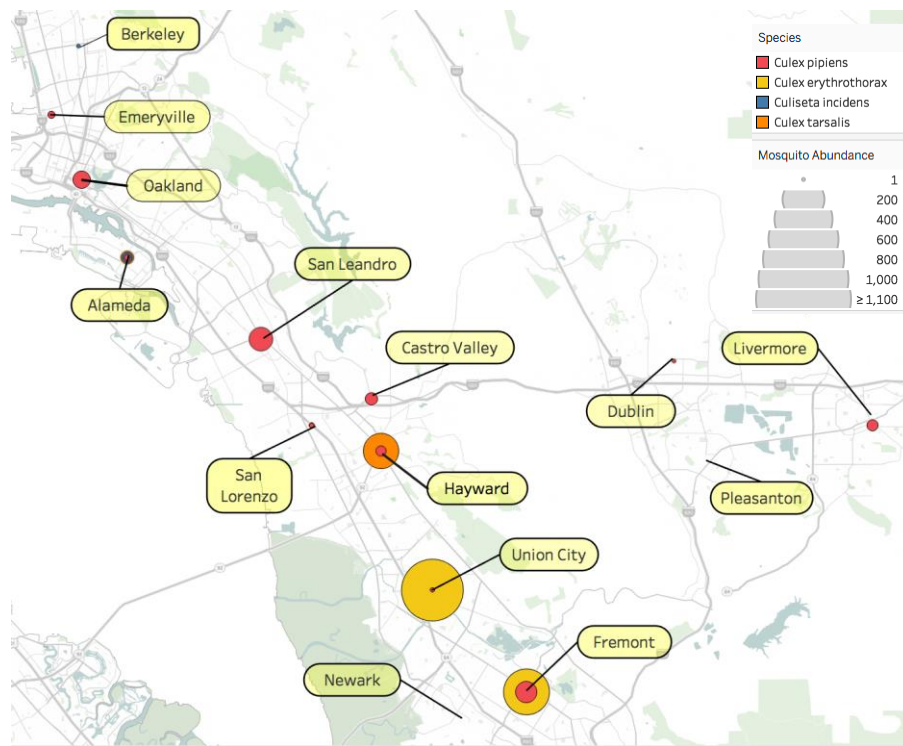 Berkeley
Species
Culex pipiens
Culex erythrothorax
Culiseta incidens
Culex tarsalis
Emeryville
Mosquito Abundance
1
200
400
600
800
1,000
≥ 1,100
Oakland
San Leandro
Alameda
Castro Valley
Livermore
Dublin
San
Lorenzo
Hayward
Pleasanton
Union City
Fremont
Newark